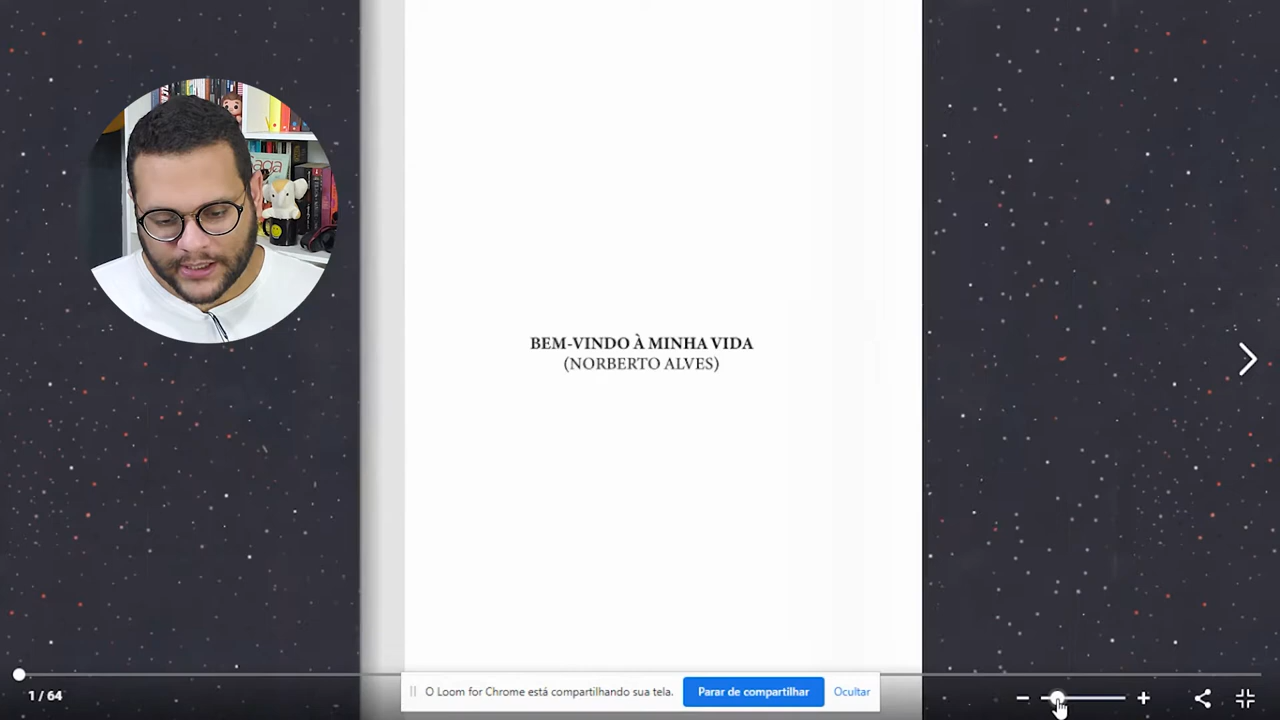 Saga
BEM-VINDO À MINHA VIDA
(NORBERTO ALVES)
1 / 64
O Loom for Chrome está compartilhando sua tela.
Parar de compartilhar
Ocultar